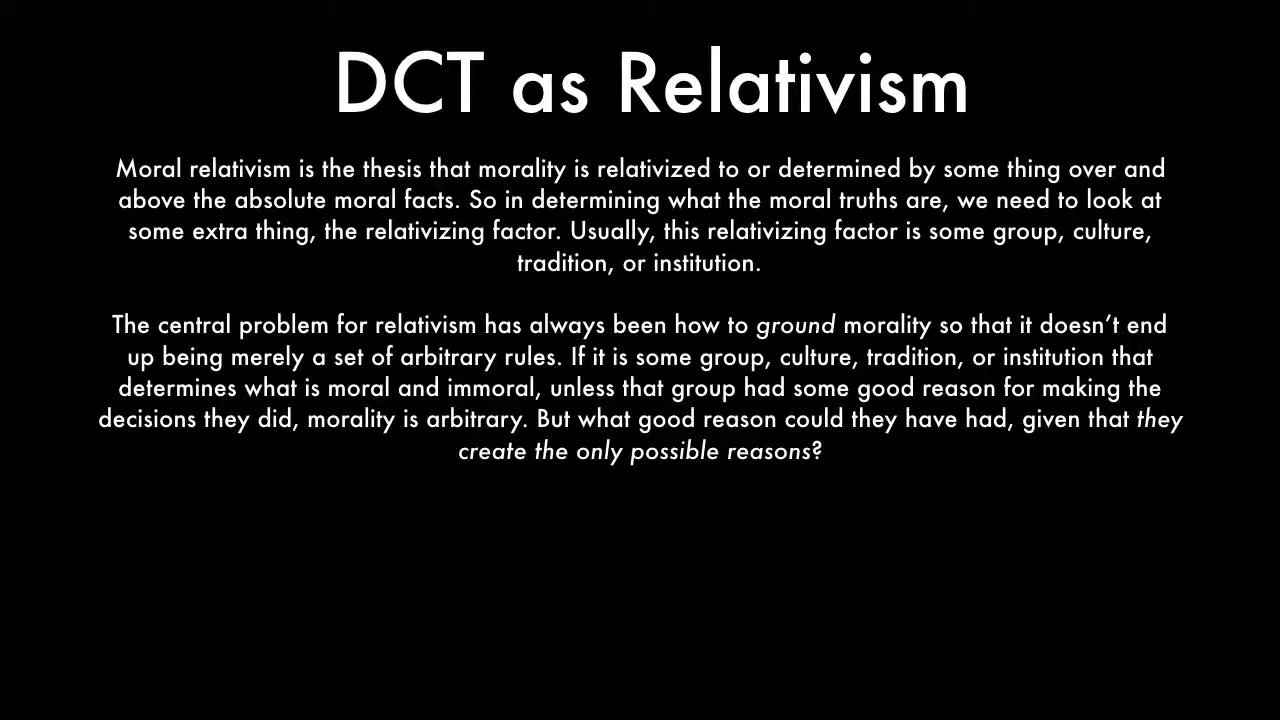 DCT as Relativism
Moral relativism is the thesis that morality is relativized to or determined by some thing over and
above the absolute moral facts. So in determining what the moral truths are, we need to look at
some extra thing, the relativizing factor. Usually, this relativizing factor is some group, culture,
tradition, or institution.
The central problem for relativism has always been how to ground morality so that it doesn’t end
up being merely a set of arbitrary rules. If it is some group, culture, tradition, or institution that
determines what is moral and immoral, unless that group had some good reason for making the
decisions they did, morality is arbitrary. But what good reason could they have had, given that they
create the only possible reasons?